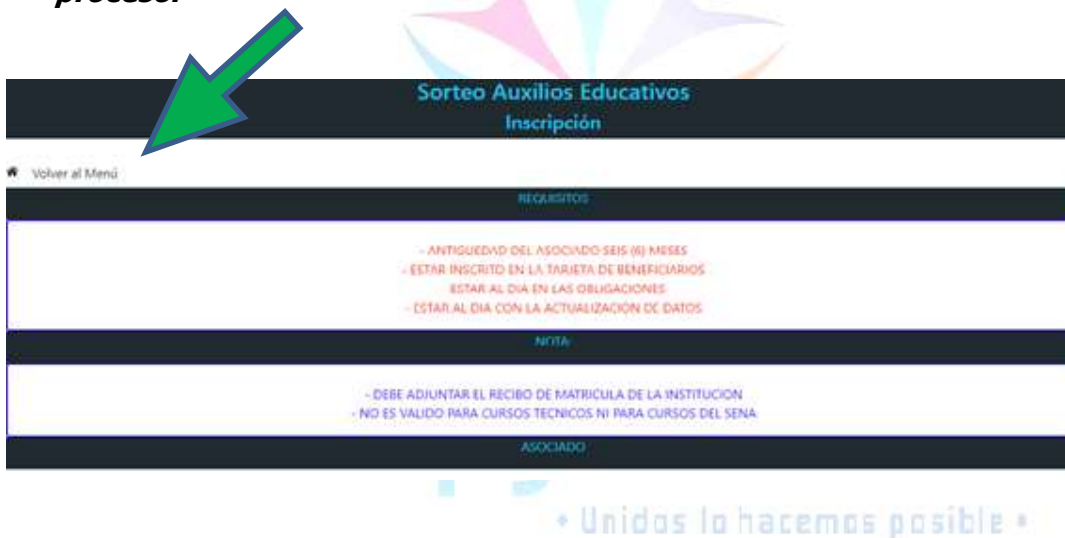 proceso.
Sorteo Auxilios Educativos
Inscripción
Volver al Menú
REQUISITOS
- ANTIGUEDAD DEL ASOCIADO SEIS (6) MESES
- ESTAR INSCRITO EN LA TARJETA DE BENEFICIARIOS
ESTAR AL DIA EN LAS OBLIGACIONES
- ESTAR AL DIA CON LA ACTUALIZACIÓN DE DATOS
NOTA:
- DEBE ADJUNTAR EL RECIBO DE MATRICULA DE LA INSTITUCION
- NO ES VALIDO PARA CURSOS TECNICOS NI PARA CURSOS DEL SENA
ASOCIADO
• Unidos lo hacemos posible •